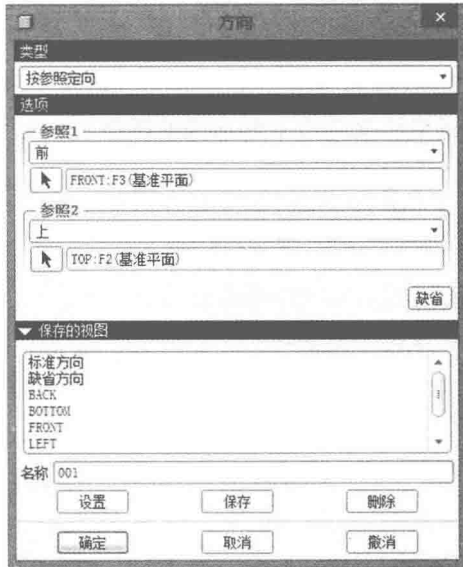 方向
类型
按参照定向
选项
参照1
前
FRONT:F3(基准平面)
参照2
上
TOP:F2(基准平面)
缺省
保存的视图
标准方向
缺省方向
BACK
BOTTOM
FRONT
LEFT
名称 001
设置 保存 删除
确定 取消 撤消